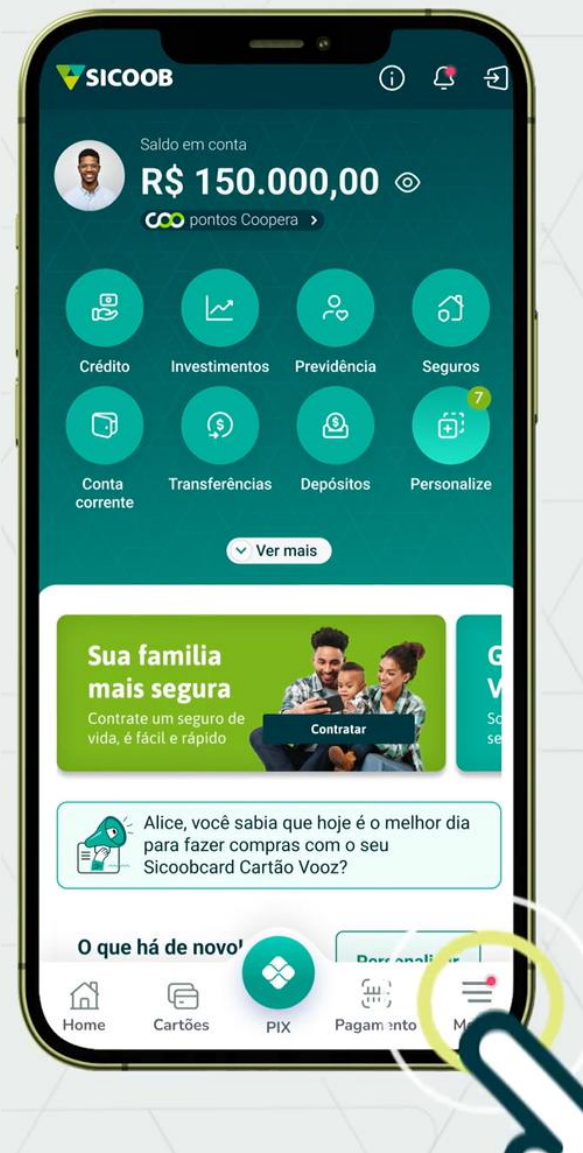 SICOOB
Saldo em conta
R$ 150.000,00
COO pontos Coopera >
Crédito
Investimentos
Previdência
Seguros
7
Conta
corrente
Transferências
Depósitos
Personalize
Ver mais
Sua familia
mais segura
Contrate um seguro de
vida, é fácil e rápido
Contratar
Alice, você sabia que hoje é o melhor dia
para fazer compras com o seu
Sicoobcard Cartão Vooz?
O que há de novo!
Home
Cartões
PIX
Pagamento